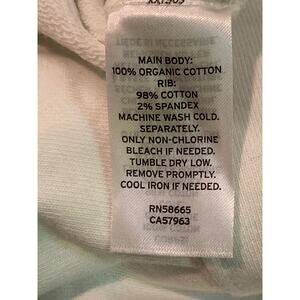 MAIN BODY:
100% ORGANIC COTTON
RIB:
98% COTTON
2% SPANDEX
MACHINE WASH COLD.
SEPARATELY.
ONLY NON-CHLORINE
BLEACH IF NEEDED.
TUMBLE DRY LOW.
REMOVE PROMPTLY.
COOL IRON IF NEEDED.
RN58665
CA57963